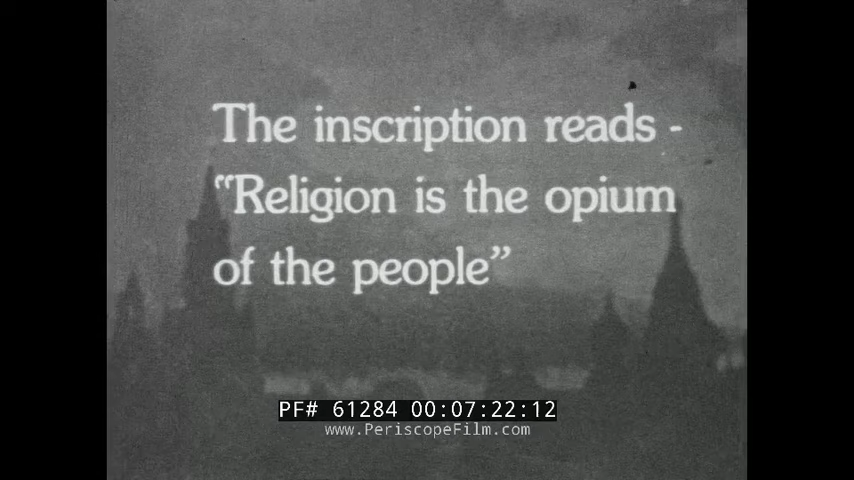 The inscription reads -
“Religion is the opium
of the people”
PF# 61284 00:07:22:12
www.PeriscopeFilm.com